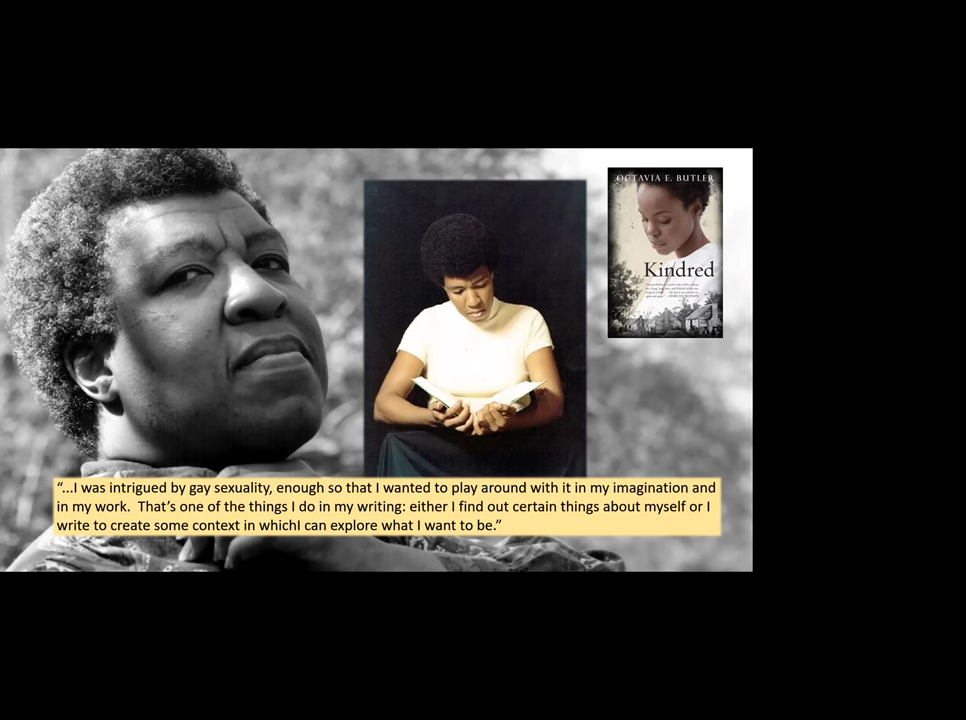 OCTAVIA E. BUTLER
Kindred
"...I was intrigued by gay sexuality, enough so that I wanted to play around with it in my imagination and
in my work.  That's one of the things I do in my writing: either I find out certain things about myself or I
write to create some context in whichI can explore what I want to be."